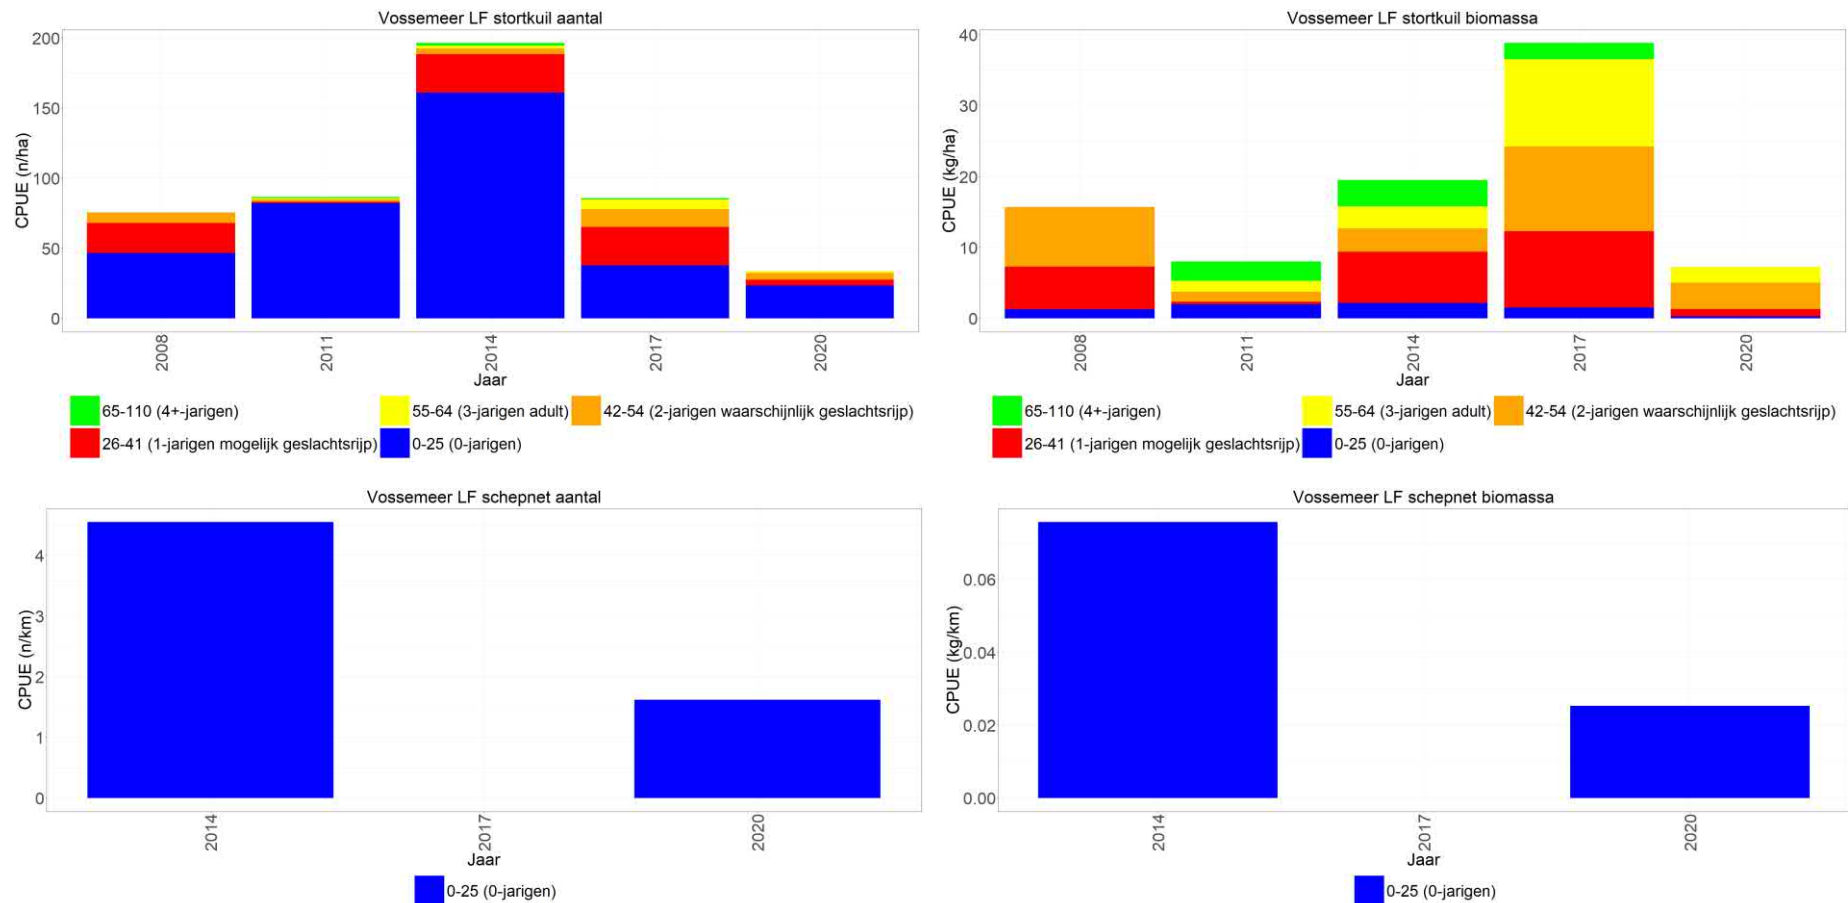 Vossemeer LF stortkuil aantal
CPUE (n/ha)
200
150
100
50
0
2008
2011
2014
2017
2020
Jaar
65-110 (4+-jarigen)
55-64 (3-jarigen adult)
42-54 (2-jarigen waarschijnlijk geslachtsrijp)
26-41 (1-jarigen mogelijk geslachtsrijp)
0-25 (0-jarigen)
Vossemeer LF stortkuil biomassa
CPUE (kg/ha)
40
30
20
10
0
2008
2011
2014
2017
2020
Jaar
65-110 (4+-jarigen)
55-64 (3-jarigen adult)
42-54 (2-jarigen waarschijnlijk geslachtsrijp)
26-41 (1-jarigen mogelijk geslachtsrijp)
0-25 (0-jarigen)
Vossemeer LF schepnet aantal
CPUE (n/km)
4
3
2
1
0
2014
2017
2020
Jaar
0-25 (0-jarigen)
Vossemeer LF schepnet biomassa
CPUE (kg/km)
0.06
0.04
0.02
0.00
2014
2017
2020
Jaar
0-25 (0-jarigen)